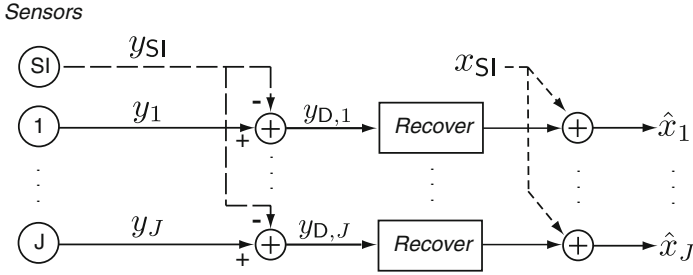 Sensors
SI y_SI x_SI
-
1 y_1 + + y_D,1 Recover + x̂_1
-
J y_J + + y_D,J Recover + x̂_J